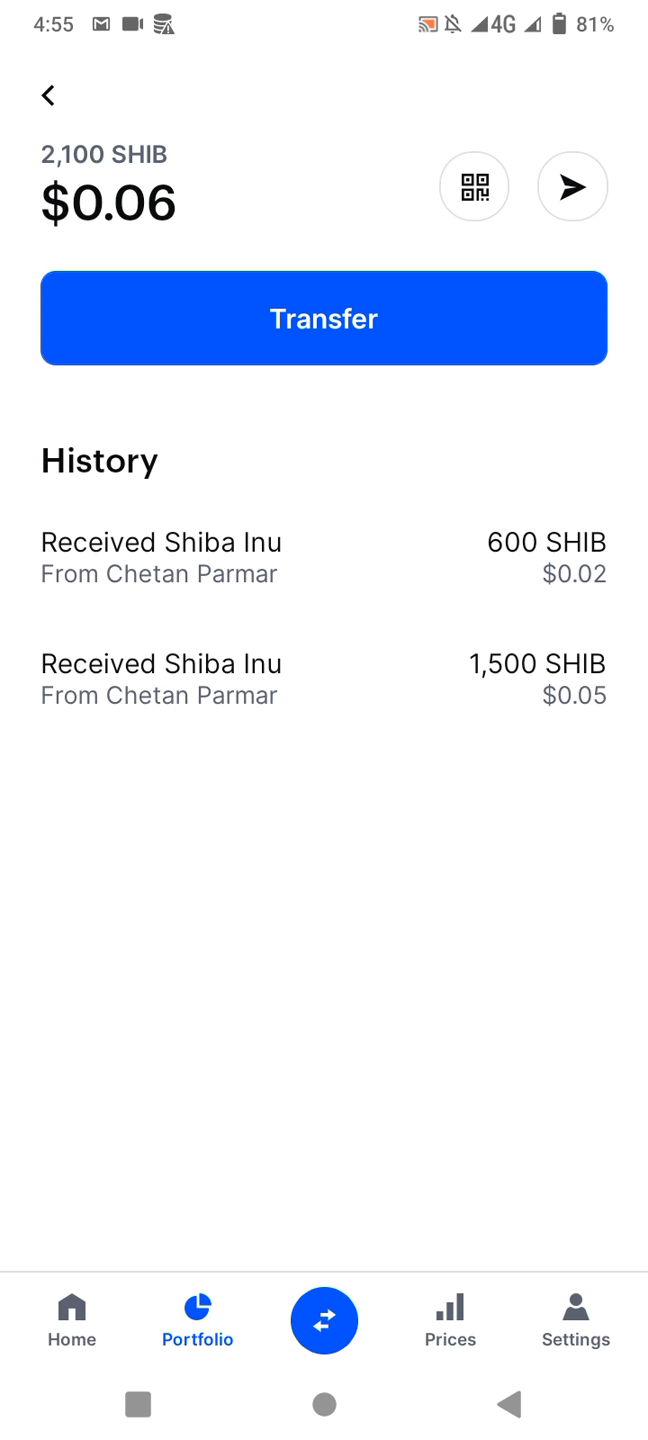 4:55
4G
81%
2,100 SHIB
$0.06
Transfer
History
Received Shiba Inu
600 SHIB
From Chetan Parmar
$0.02
Received Shiba Inu
1,500 SHIB
From Chetan Parmar
$0.05
Home
Portfolio
Prices
Settings